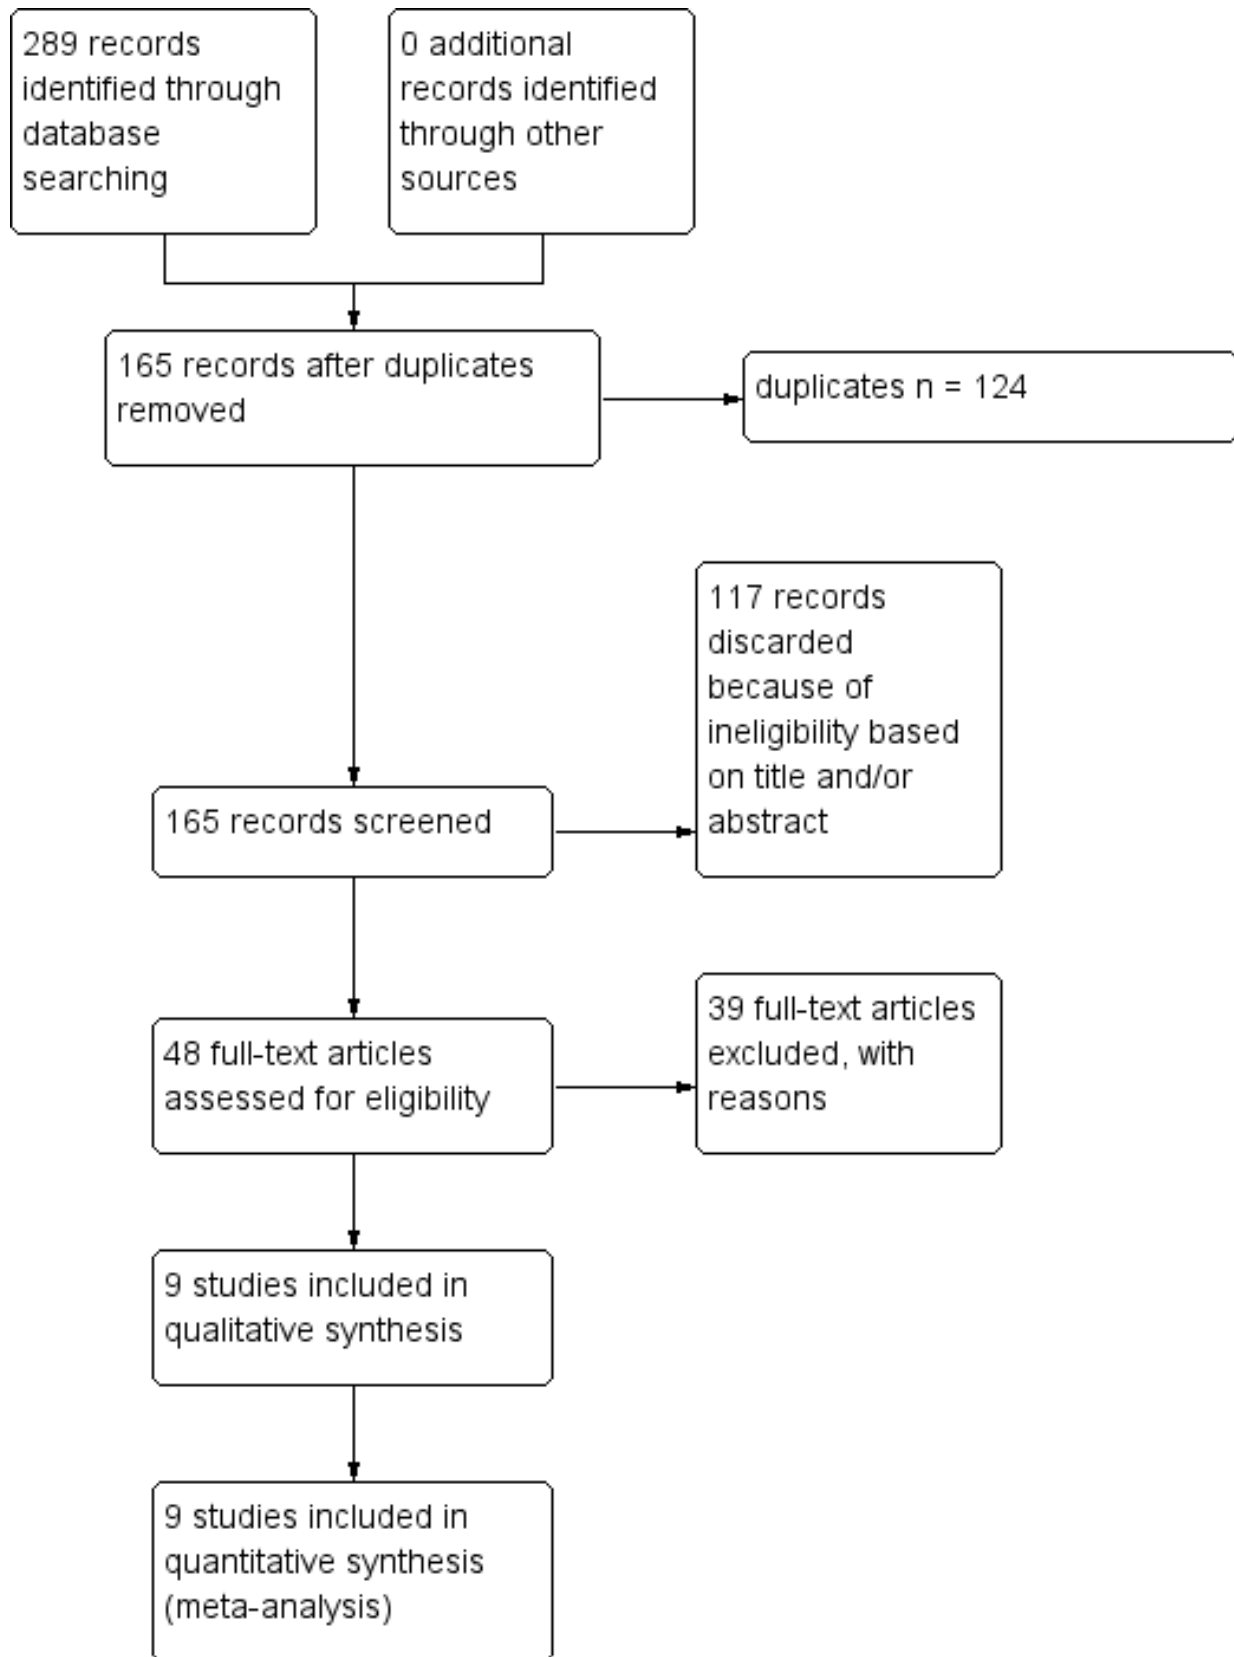 289 records
identified through
database
searching
0 additional
records identified
through other
sources
165 records after duplicates
removed
duplicates n = 124
117 records
discarded
because of
ineligibility based
on title and/or
abstract
165 records screened
48 full-text articles
assessed for eligibility
39 full-text articles
excluded, with
reasons
9 studies included in
qualitative synthesis
9 studies included in
quantitative synthesis
(meta-analysis)